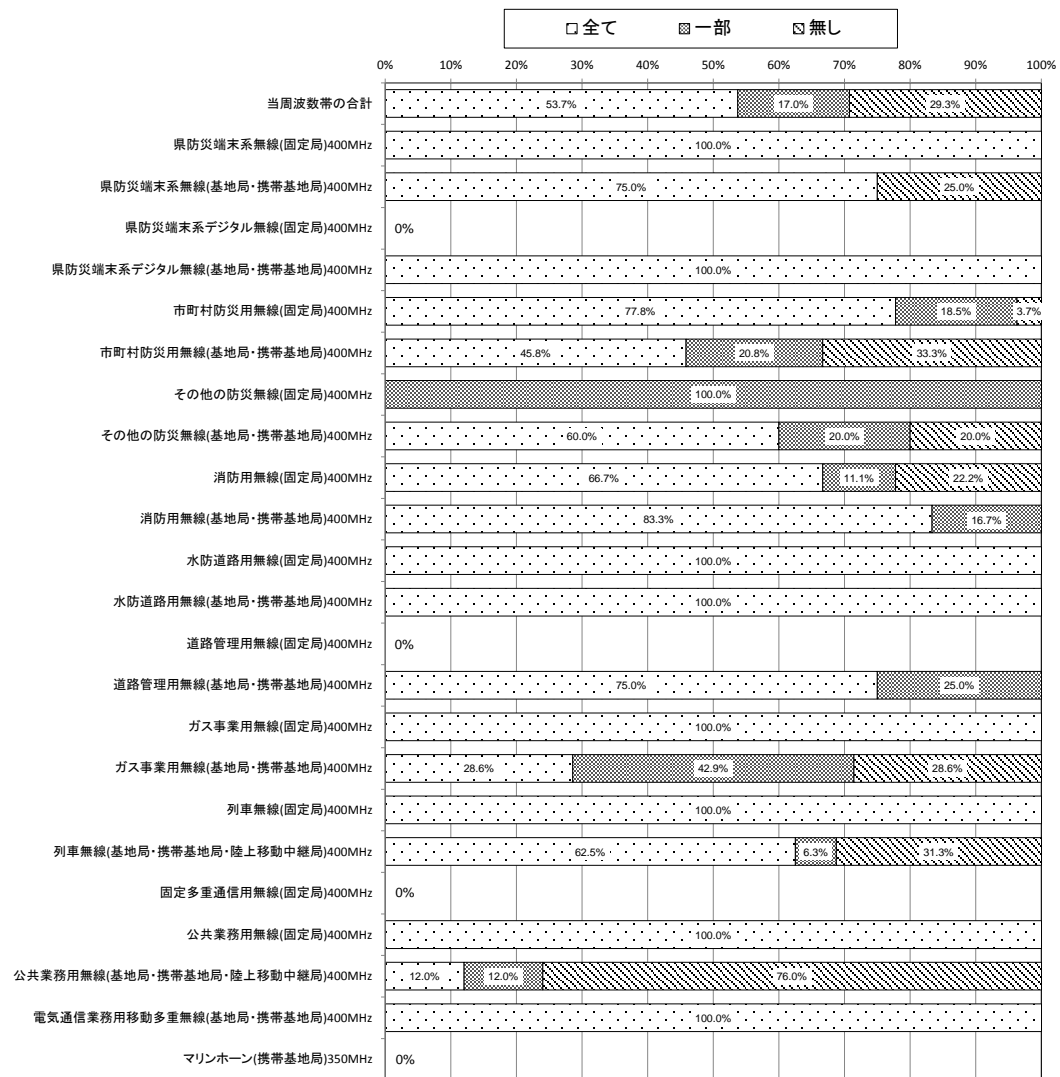 全て 一部 無し
0% 10% 20% 30% 40% 50% 60% 70% 80% 90% 100%
当周波数帯の合計 53.7% 17.0% 29.3%
県防災端末系無線(固定局)400MHz 100.0%
県防災端末系無線(基地局・携帯基地局)400MHz 75.0% 25.0%
県防災端末系デジタル無線(固定局)400MHz 0%
県防災端末系デジタル無線(基地局・携帯基地局)400MHz 100.0%
市町村防災用無線(固定局)400MHz 77.8% 18.5% 3.7%
市町村防災用無線(基地局・携帯基地局)400MHz 45.8% 20.8% 33.3%
その他の防災無線(固定局)400MHz 100.0%
その他の防災無線(基地局・携帯基地局)400MHz 60.0% 20.0% 20.0%
消防用無線(固定局)400MHz 66.7% 11.1% 22.2%
消防用無線(基地局・携帯基地局)400MHz 83.3% 16.7%
水防道路用無線(固定局)400MHz 100.0%
水防道路用無線(基地局・携帯基地局)400MHz 100.0%
道路管理用無線(固定局)400MHz 0%
道路管理用無線(基地局・携帯基地局)400MHz 75.0% 25.0%
ガス事業用無線(固定局)400MHz 100.0%
ガス事業用無線(基地局・携帯基地局)400MHz 28.6% 42.9% 28.6%
列車無線(固定局)400MHz 100.0%
列車無線(基地局・携帯基地局・陸上移動中継局)400MHz 62.5% 6.3% 31.3%
固定多重通信用無線(固定局)400MHz 0%
公共業務用無線(固定局)400MHz 100.0%
公共業務用無線(基地局・携帯基地局・陸上移動中継局)400MHz 12.0% 12.0% 76.0%
電気通信業務用移動多重無線(基地局・携帯基地局)400MHz 100.0%
マリンホーン(携帯基地局)350MHz 0%